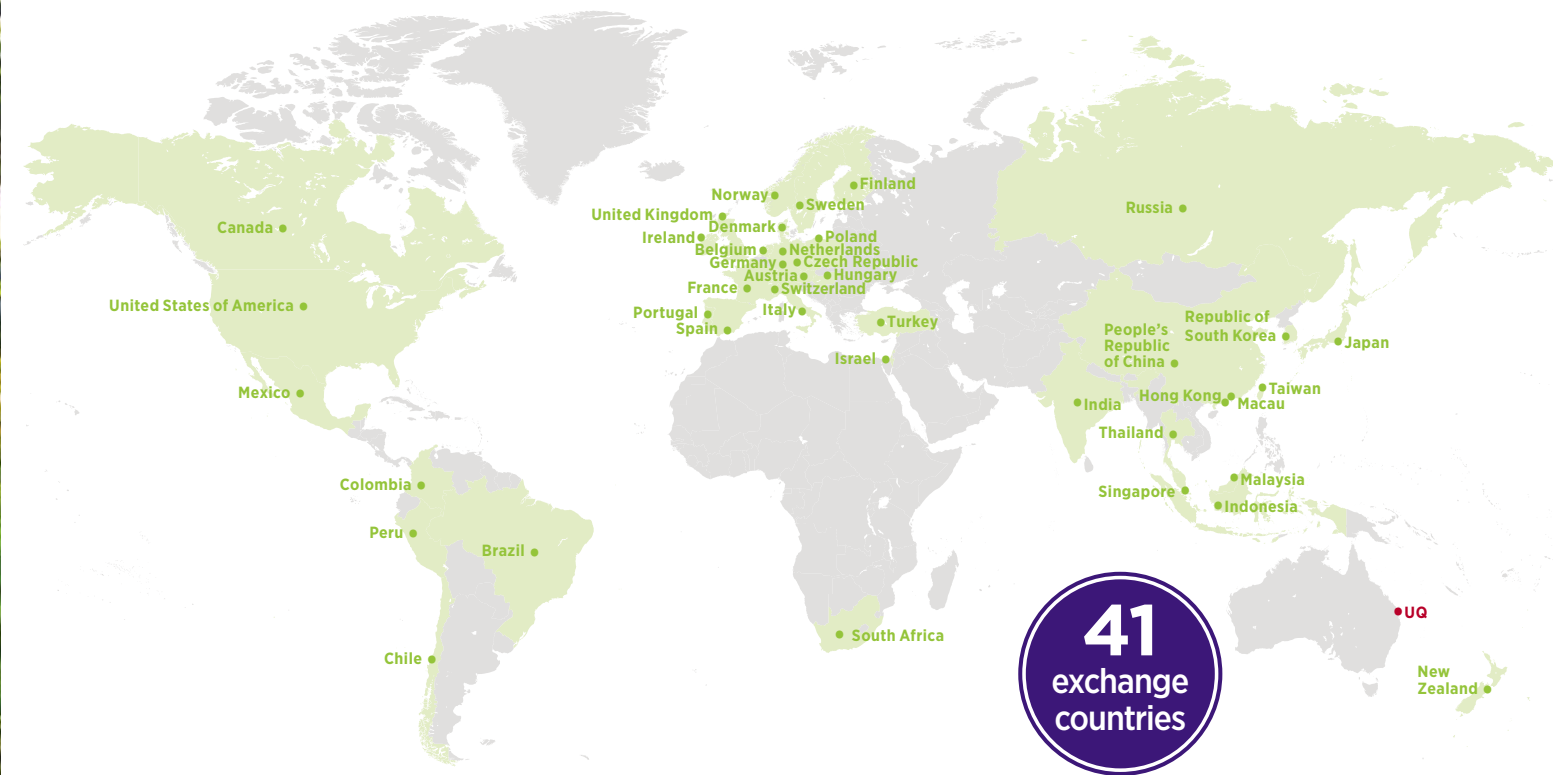 Canada
United States of America
Mexico
Colombia
Peru
Brazil
Chile
Norway
Finland
Sweden
United Kingdom
Denmark
Ireland
Poland
Belgium
Netherlands
Germany
Czech Republic
Austria
Hungary
France
Switzerland
Portugal
Italy
Spain
Turkey
Israel
South Africa
Russia
Republic of
South Korea
People's
Republic
of China
Japan
Taiwan
Hong Kong
Macau
India
Thailand
Malaysia
Singapore
Indonesia
41
exchange
countries
UQ
New
Zealand